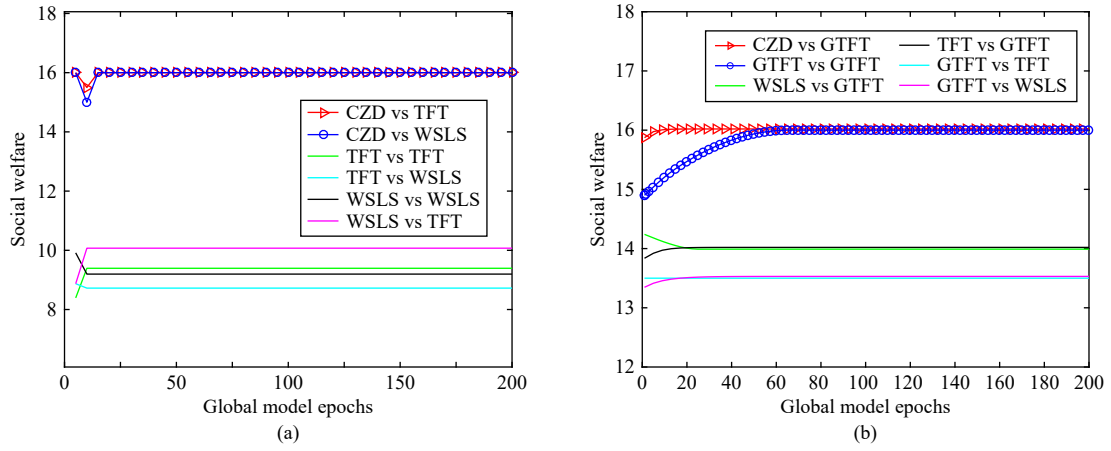 18
16
14
12
10
8
Social welfare
CZD vs TFT
CZD vs WSLS
TFT vs TFT
TFT vs WSLS
WSLS vs WSLS
WSLS vs TFT
0
50
100
150
200
Global model epochs
(a)
18
17
16
15
14
13
12
Social welfare
CZD vs GTFT
GTFT vs GTFT
WSLS vs GTFT
TFT vs GTFT
GTFT vs TFT
GTFT vs WSLS
0
20
40
60
80
100
120
140
160
180
200
Global model epochs
(b)